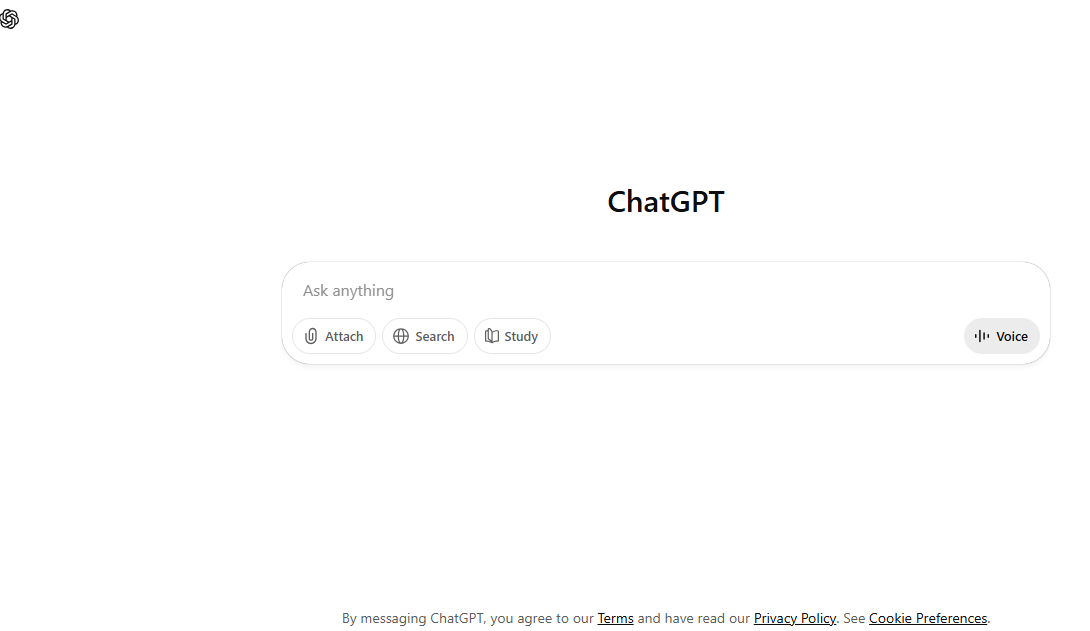 ChatGPT
Ask anything
Attach Search Study Voice
By messaging ChatGPT, you agree to our Terms and have read our Privacy Policy. See Cookie Preferences.